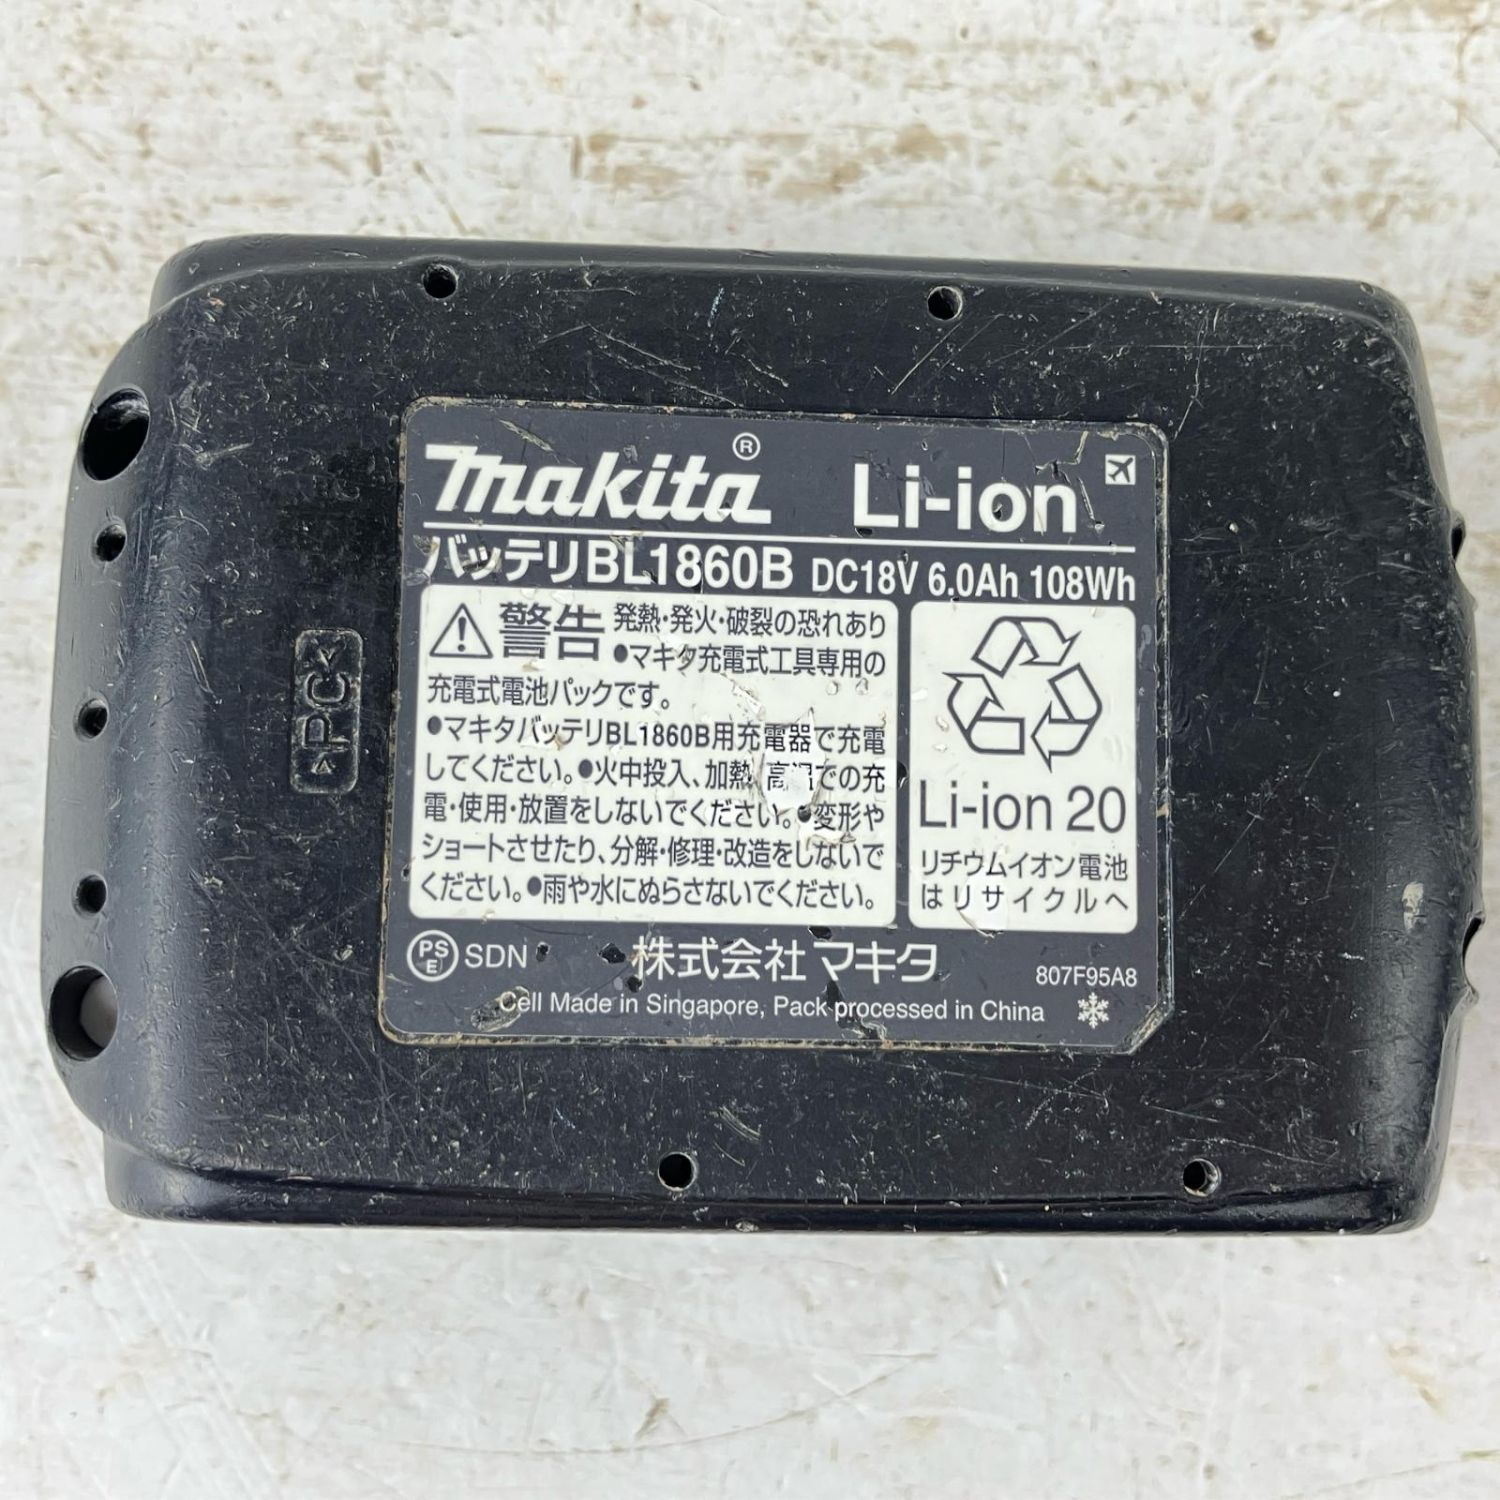 makita®
Li-ion
バッテリBL1860B DC18V 6.0Ah 108Wh
警告 発熱・発火・破裂の恐れあり
●マキタ充電式工具専用の
充電式電池パックです。
●マキタバッテリBL1860B用充電器で充電
してください。●火中投入、加熱、高温での充
電・使用・放置をしないでください。●変形や
ショートさせたり、分解・修理・改造をしないで
ください。●雨や水にぬらさないでください。
Li-ion 20
リチウムイオン電池
はリサイクルへ
PSE SDN 株式会社マキタ 807F95A8
Cell Made in Singapore, Pack processed in China
>PC<